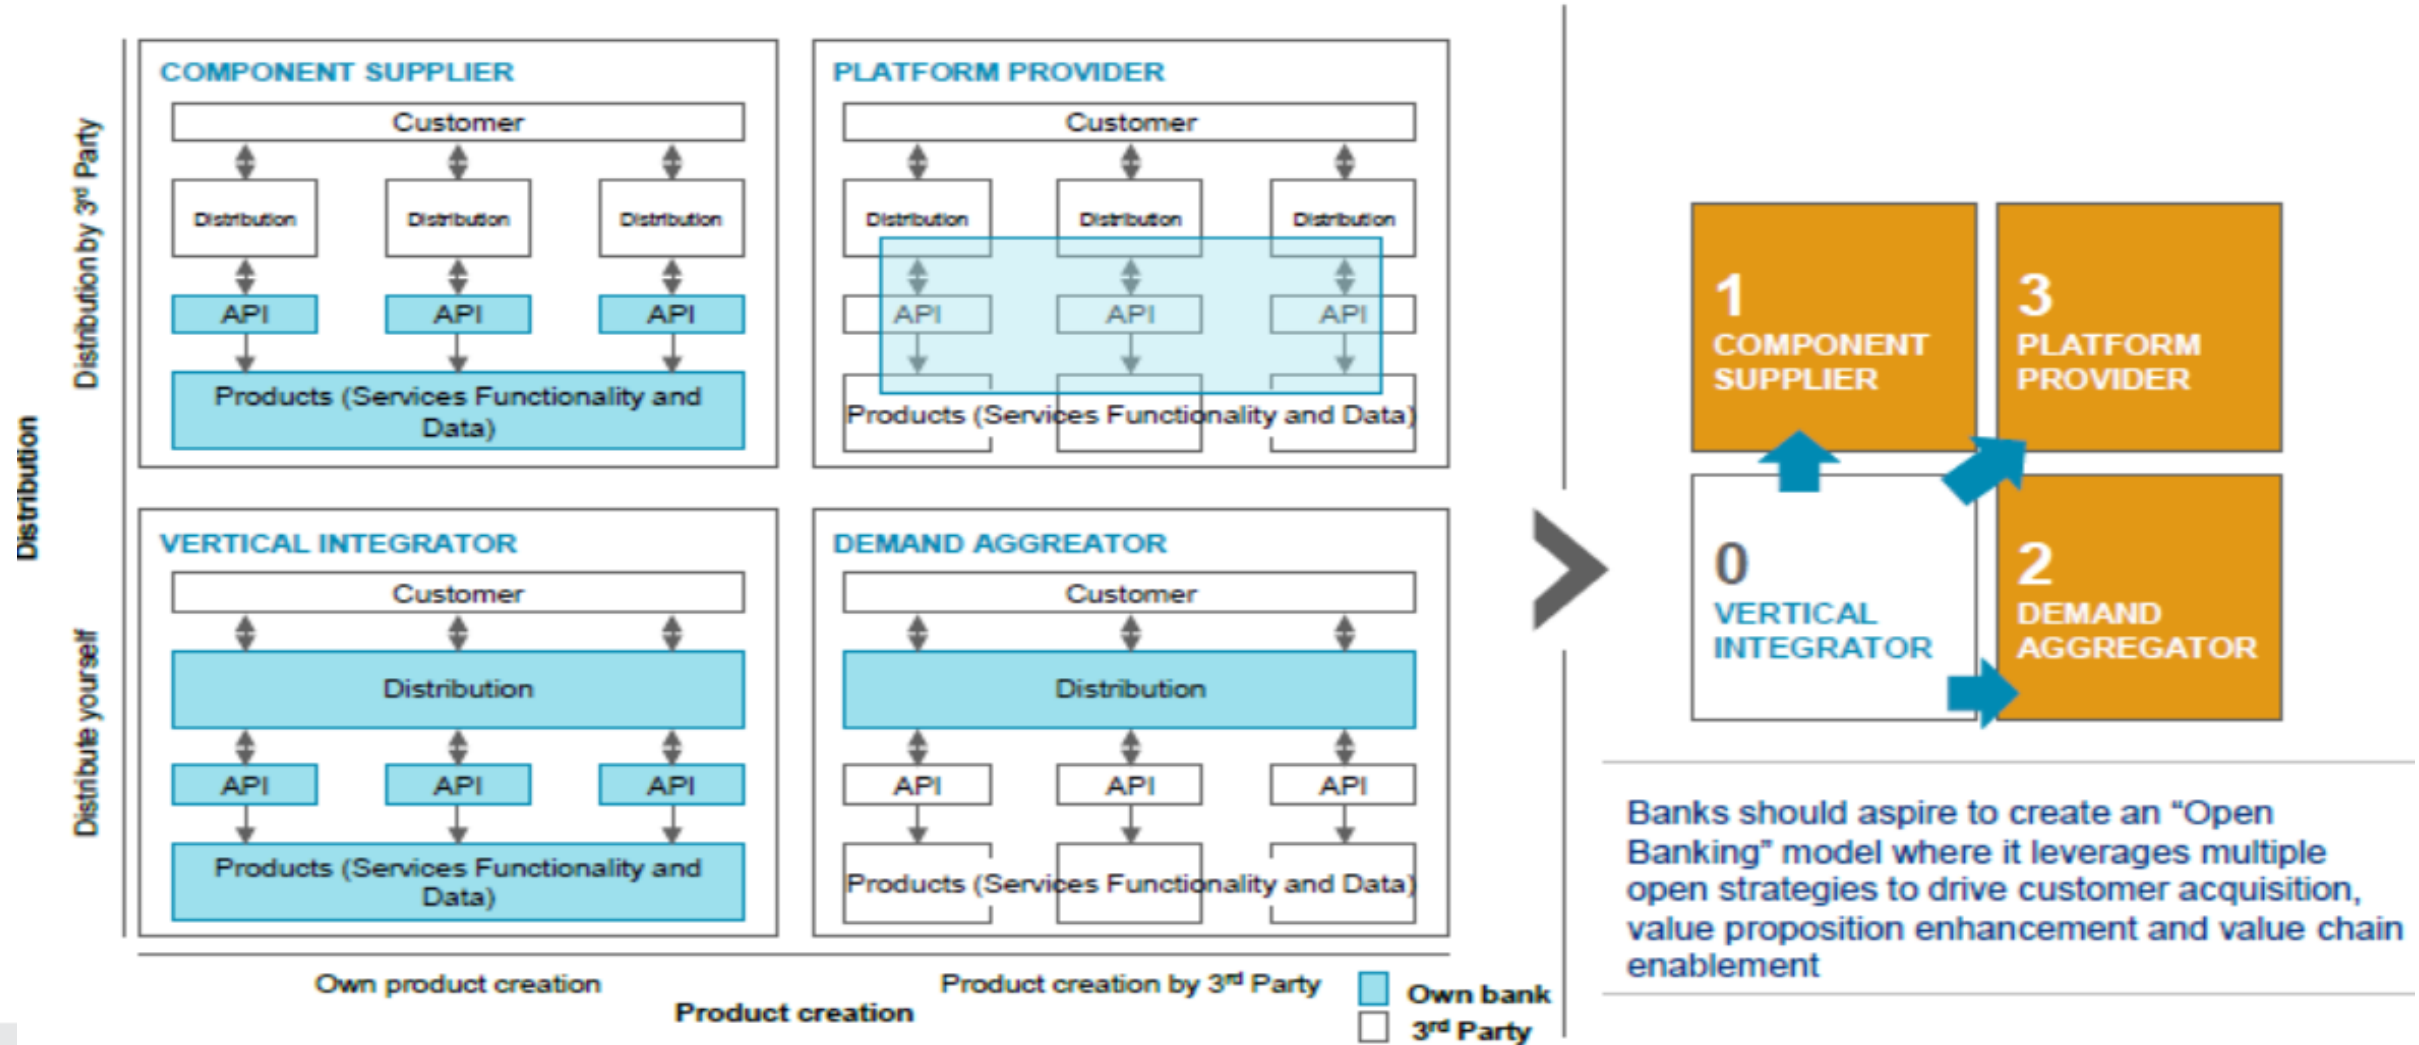 Distribution
Distribution by 3rd Party
Distribute yourself
COMPONENT SUPPLIER
Customer
Distribution
Distribution
Distribution
API
API
API
Products (Services Functionality and
Data)
PLATFORM PROVIDER
Customer
Distribution
Distribution
Distribution
API
API
API
Products (Services Functionality and Data)
VERTICAL INTEGRATOR
Customer
Distribution
API
API
API
Products (Services Functionality and
Data)
DEMAND AGGREATOR
Customer
Distribution
API
API
API
Products (Services Functionality and Data)
Own product creation
Product creation by 3rd Party
Product creation
Own bank
3rd Party
1
COMPONENT
SUPPLIER
3
PLATFORM
PROVIDER
0
VERTICAL
INTEGRATOR
2
DEMAND
AGGREGATOR
Banks should aspire to create an “Open
Banking” model where it leverages multiple
open strategies to drive customer acquisition,
value proposition enhancement and value chain
enablement